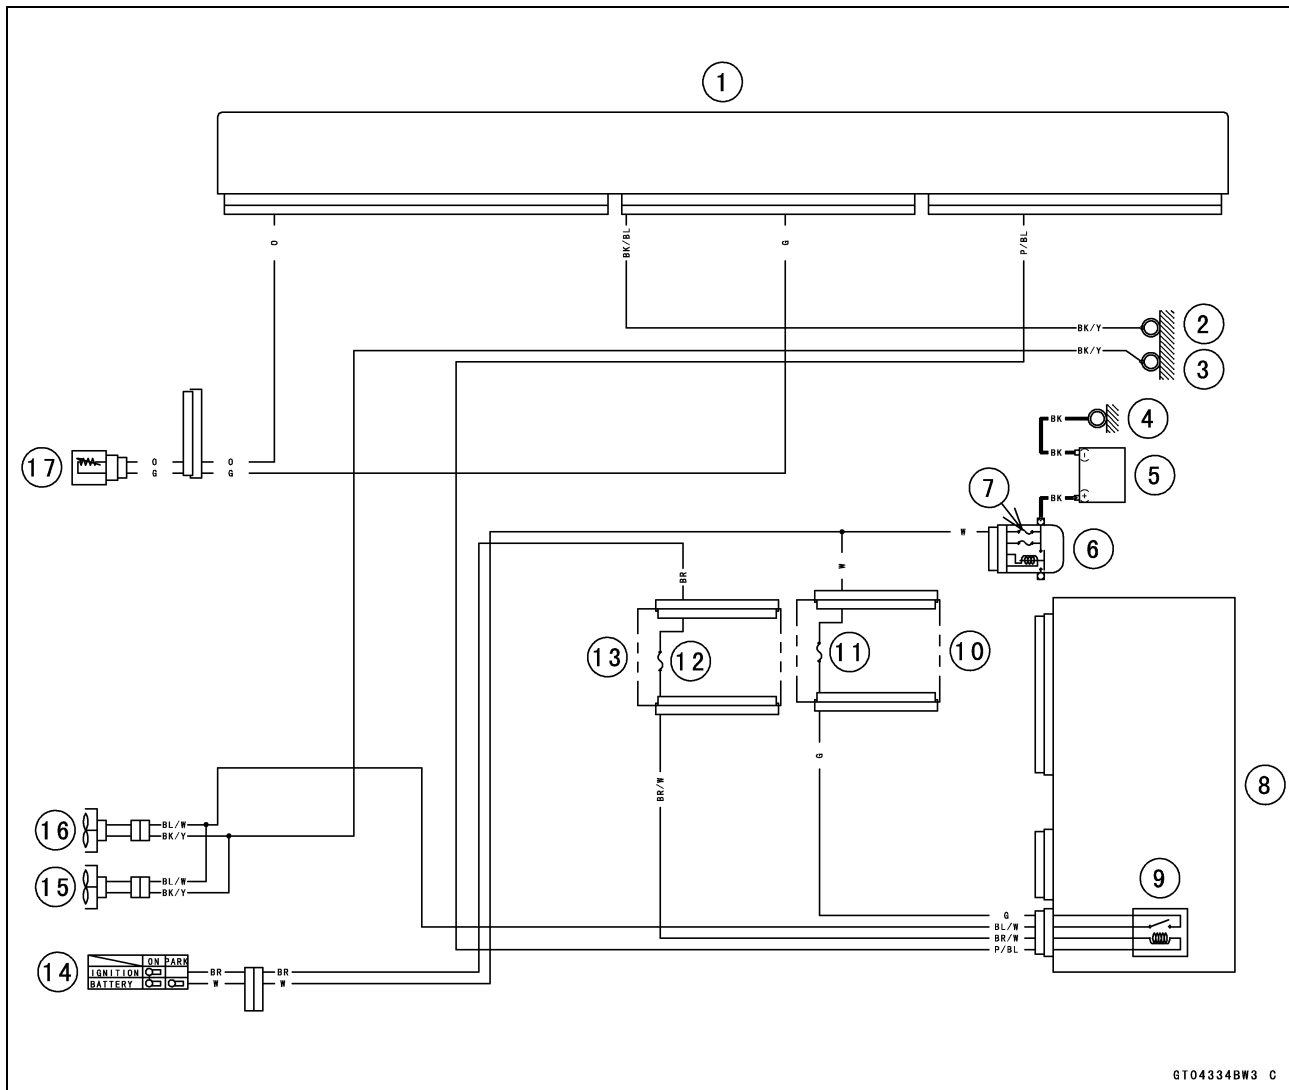 1
O
BK/BL
G
P/BL
BK/Y
2
BK/Y
3
BK
4
17
O
O
G
G
BK
5
7
BK
W
6
BR
W
13
12
11
10
G
BR/W
8
16
BL/W
BK/Y
15
BL/W
BK/Y
9
G
BL/W
BR/W
P/BL
14
ON PARK
IGNITION
BATTERY
BR
BR
W
W
GT04334BW3 C